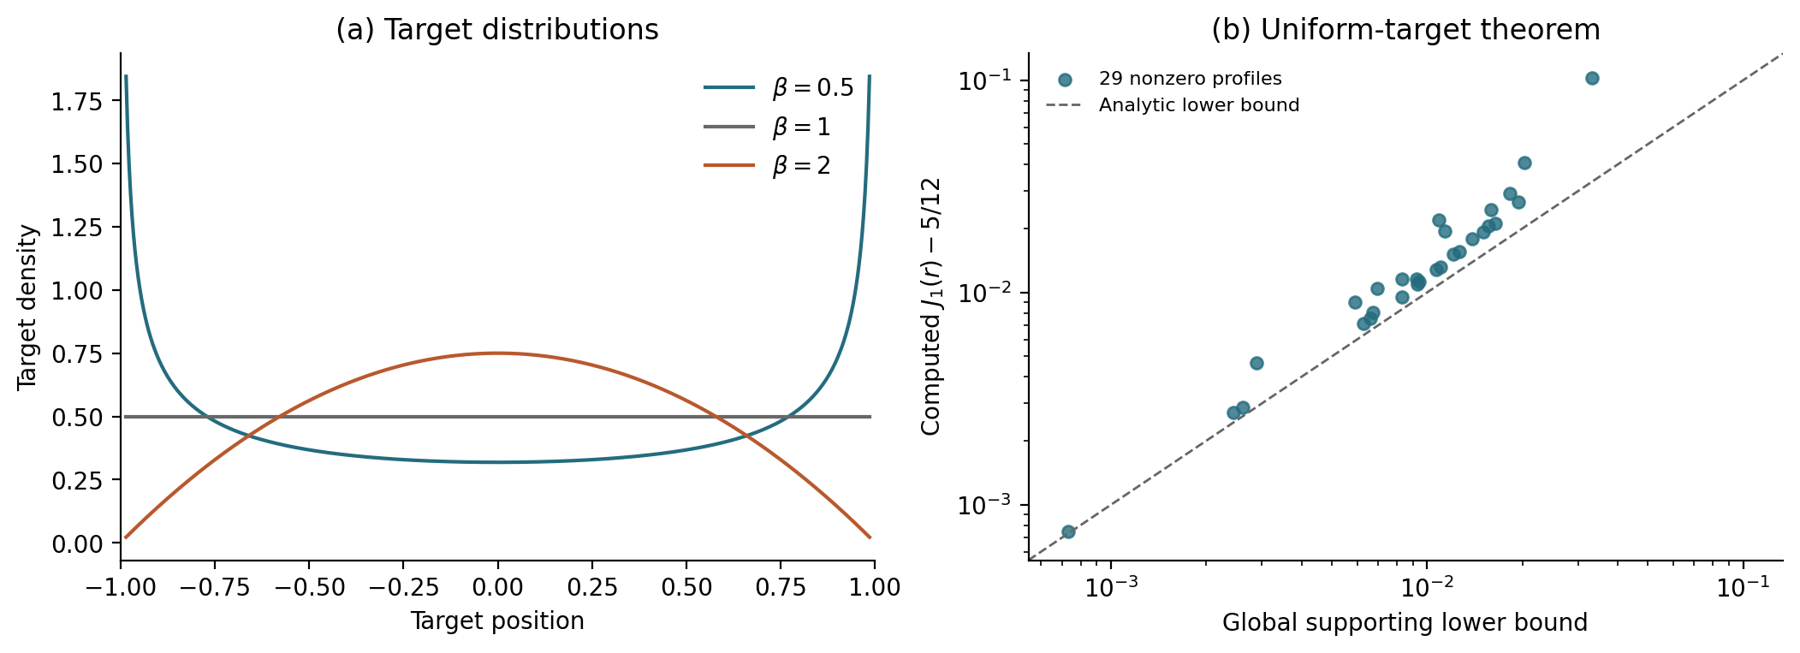 (a) Target distributions
Target density
1.75
1.50
1.25
1.00
0.75
0.50
0.25
0.00
β = 0.5
β = 1
β = 2
−1.00 −0.75 −0.50 −0.25 0.00 0.25 0.50 0.75 1.00
Target position
(b) Uniform-target theorem
Computed J₁(r) − 5/12
10⁻¹
10⁻²
10⁻³
29 nonzero profiles
Analytic lower bound
10⁻³ 10⁻² 10⁻¹
Global supporting lower bound